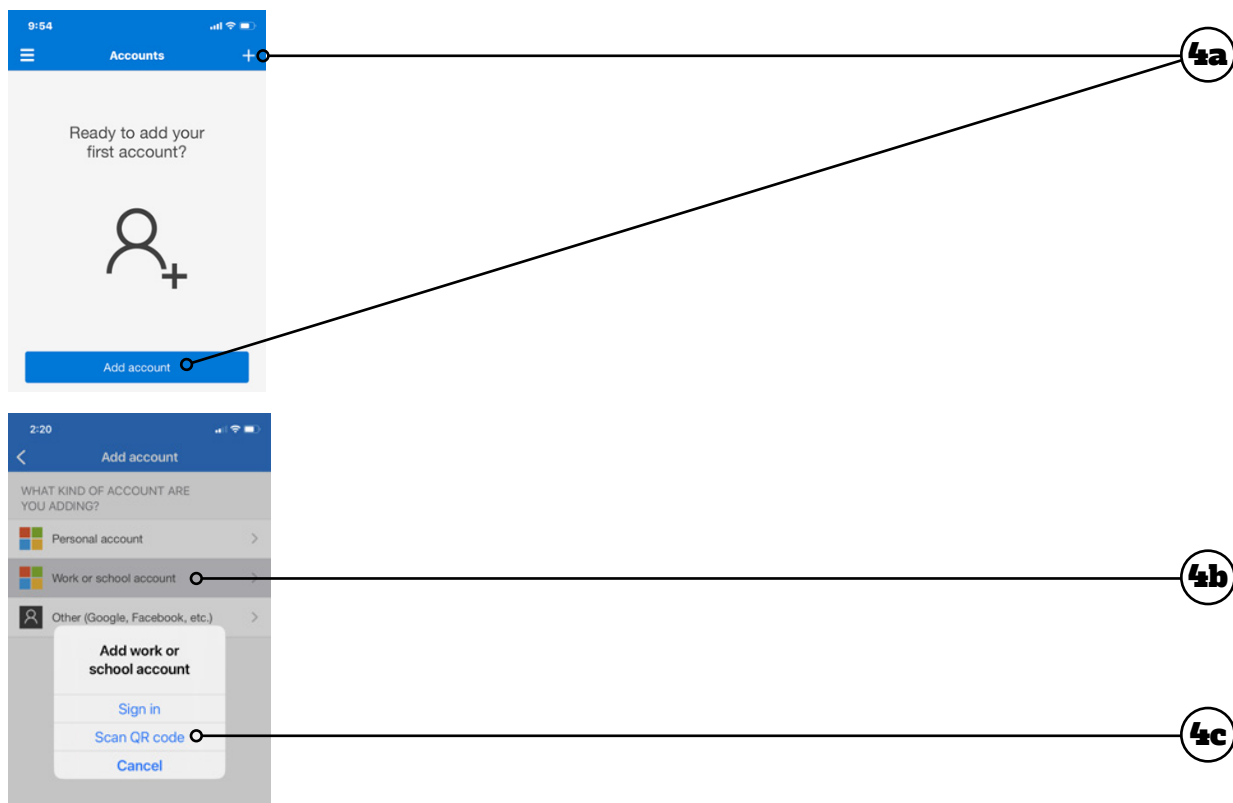 9:54
Accounts
4a
Ready to add your
first account?
Add account
2:20
Add account
WHAT KIND OF ACCOUNT ARE
YOU ADDING?
Personal account
Work or school account
4b
Other (Google, Facebook, etc.)
Add work or
school account
Sign in
Scan QR code
4c
Cancel